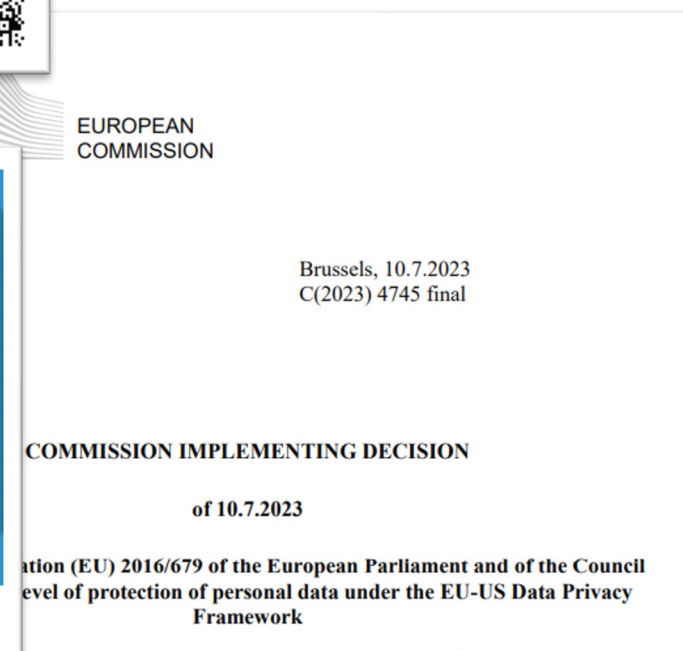 EUROPEAN
COMMISSION
Brussels, 10.7.2023
C(2023) 4745 final
COMMISSION IMPLEMENTING DECISION
of 10.7.2023
ation (EU) 2016/679 of the European Parliament and of the Council
evel of protection of personal data under the EU-US Data Privacy
Framework